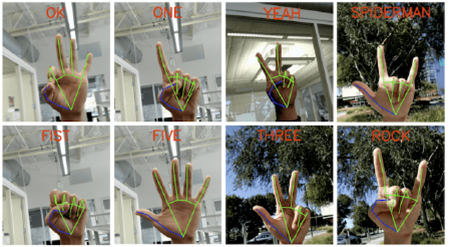 OK
ONE
YEAH
SPIDERMAN
FIST
FIVE
THREE
ROCK